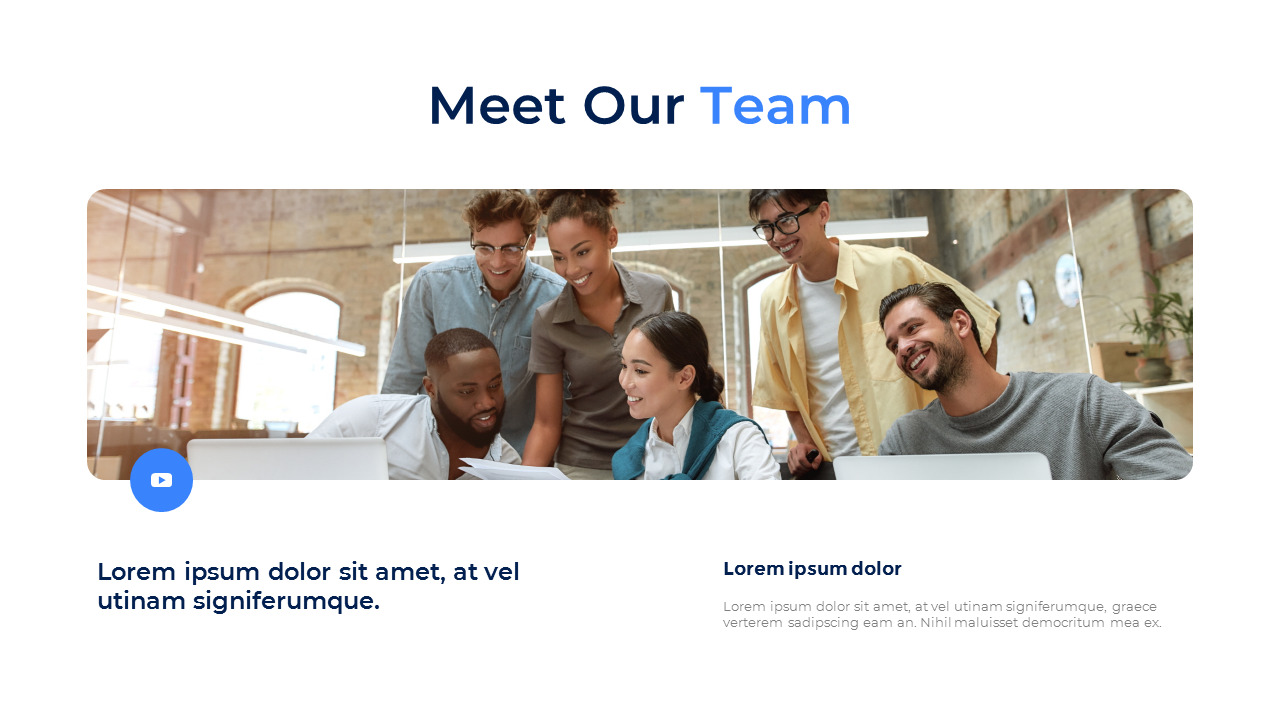 Meet Our Team
Lorem ipsum dolor sit amet, at vel
utinam signiferumque.
Lorem ipsum dolor
Lorem ipsum dolor sit amet, at vel utinam signiferumque, graece
verterem sadipscing eam an. Nihil maluisset democritum mea ex.